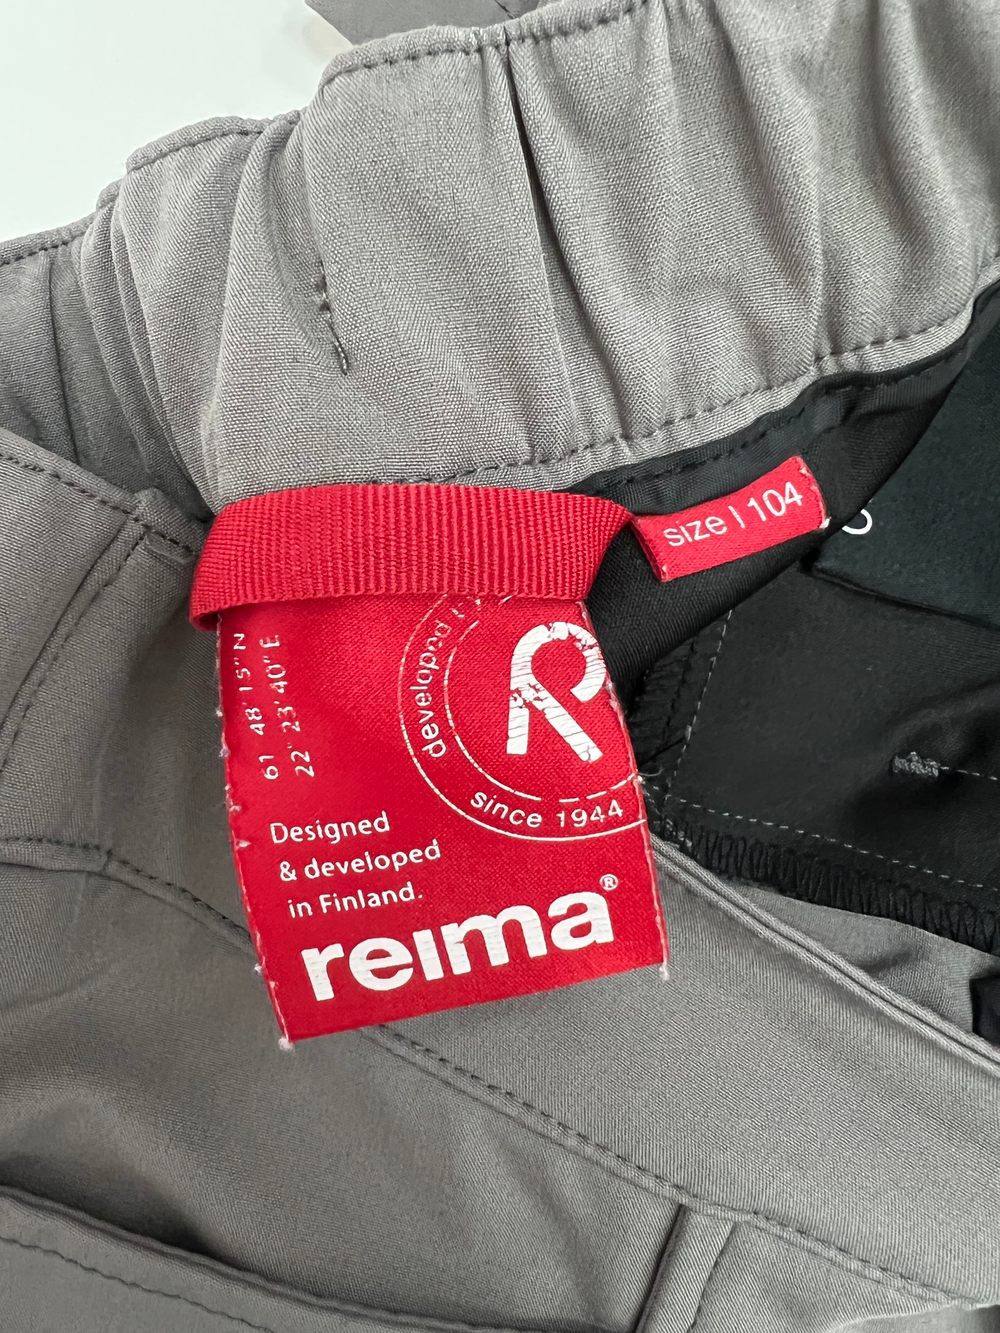 size | 104
61° 48' 15" N
22° 23' 40" E
developed
R
since 1944
Designed
& developed
in Finland.
reima®